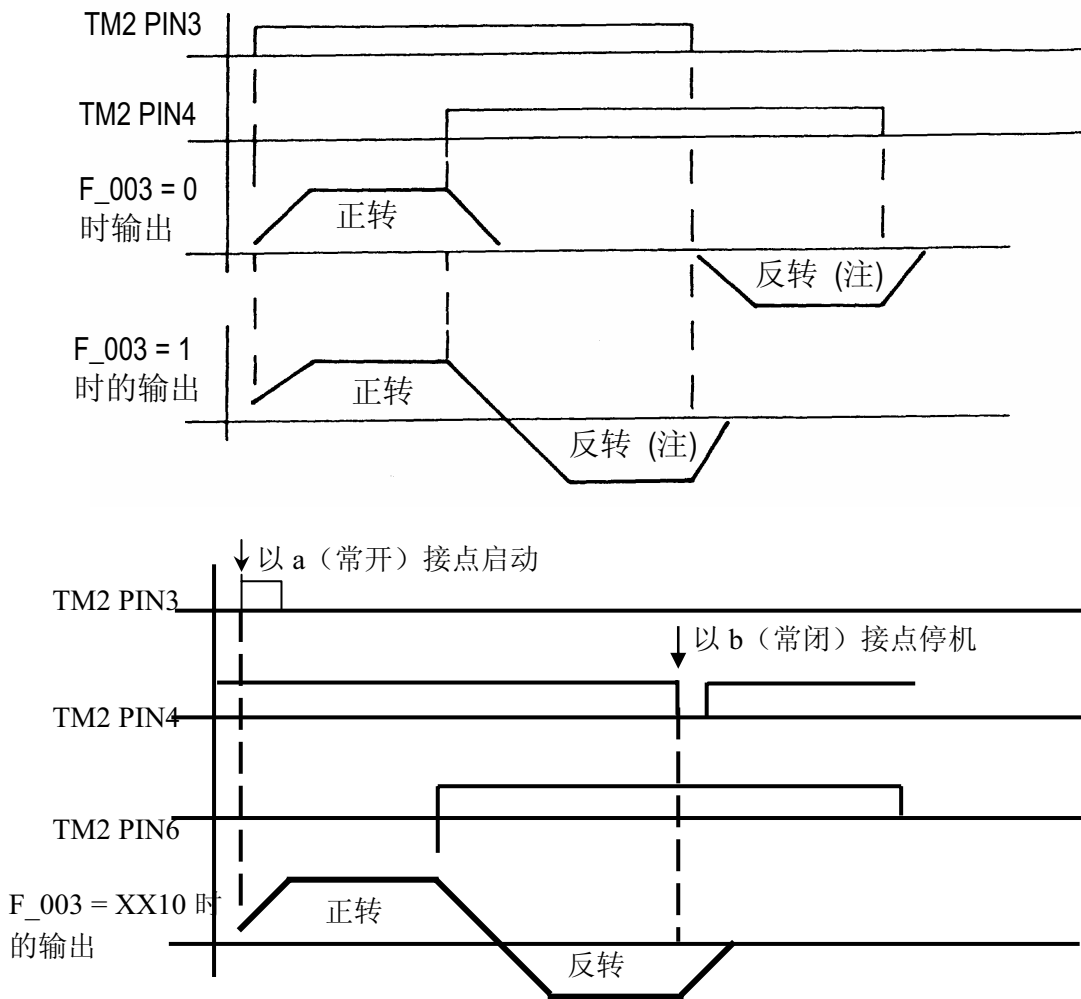 TM2 PIN3
TM2 PIN4
F_003 = 0
时输出
正转
反转 (注)
F_003 = 1
时的输出
正转
反转 (注)
以 a（常开）接点启动
TM2 PIN3
以 b（常闭）接点停机
TM2 PIN4
TM2 PIN6
F_003 = XX10 时
的输出
正转
反转